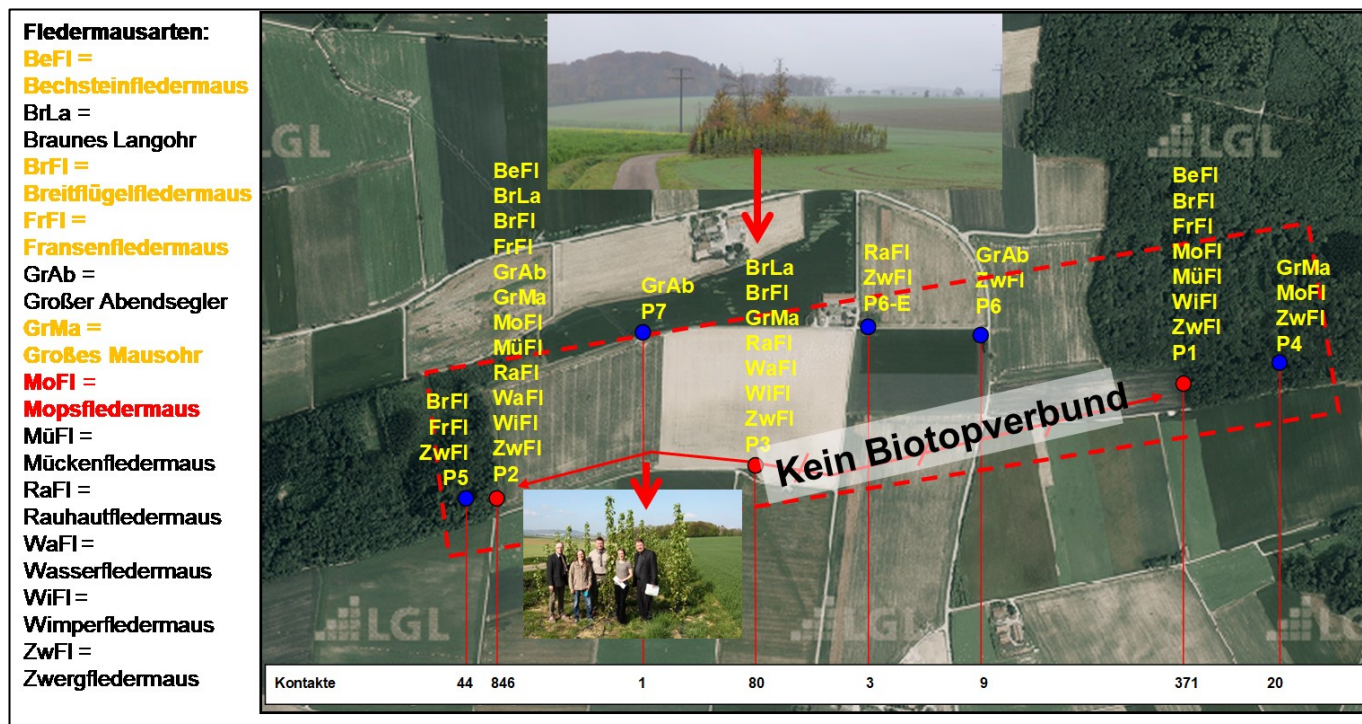 Fledermausarten:
BeFl =
Bechsteinfledermaus
BrLa =
Braunes Langohr
BrFl =
Breitflügelfledermaus
FrFl =
Fransenfledermaus
GrAb =
Großer Abendsegler
GrMa =
Großes Mausohr
MoFl =
Mopsfledermaus
MüFl =
Mückenfledermaus
RaFl =
Rauhautfledermaus
WaFl =
Wasserfledermaus
WiFl =
Wimperfledermaus
ZwFl =
Zwergfledermaus
LGL
LGL
BrFl
FrFl
ZwFl
P5
BeFl
BrLa
BrFl
FrFl
GrAb
GrMa
MoFl
MüFl
RaFl
WaFl
WiFl
ZwFl
P2
GrAb
P7
BrLa
BrFl
GrMa
RaFl
WaFl
WiFl
ZwFl
P3
RaFl
ZwFl
P6-E
GrAb
ZwFl
P6
BeFl
BrFl
FrFl
MoFl
MüFl
WiFl
ZwFl
P1
GrMa
MoFl
ZwFl
P4
Kein Biotopverbund
LGL
LGL
LGL
Kontakte 44 846 1 80 3 9 371 20